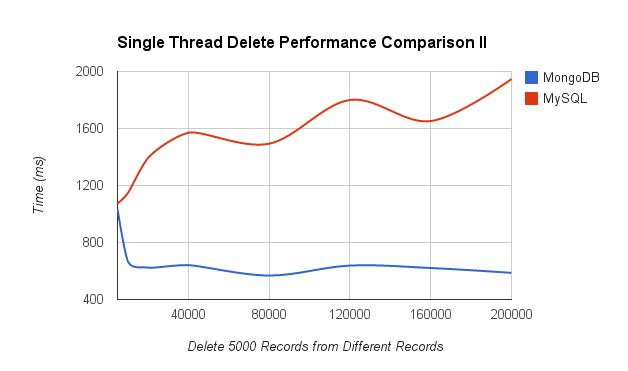 Single Thread Delete Performance Comparison II
2000
1600
1200
800
400
Time (ms)
40000 80000 120000 160000 200000
Delete 5000 Records from Different Records
MongoDB
MySQL